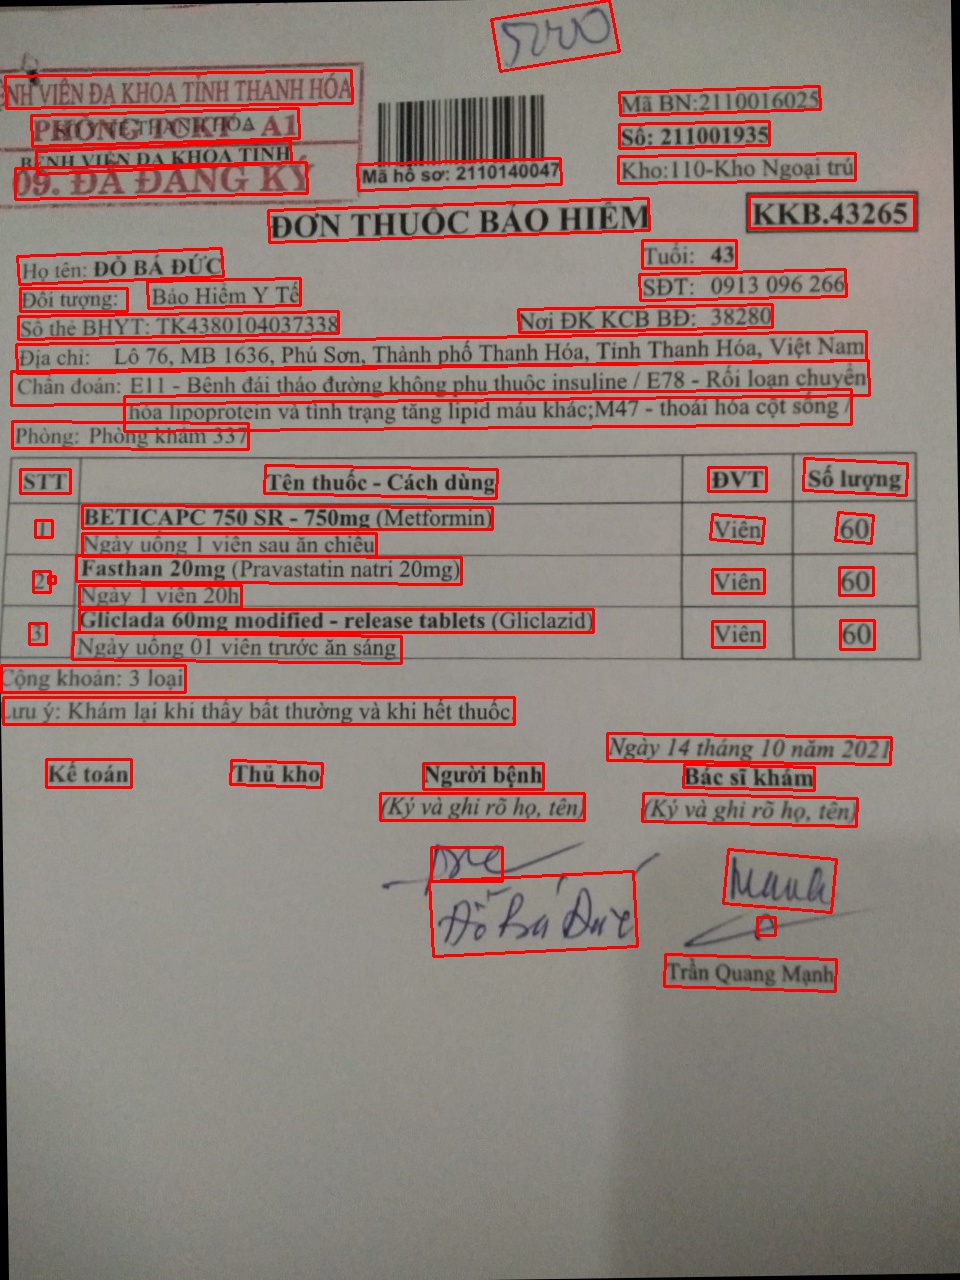 BỆNH VIỆN ĐA KHOA TỈNH THANH HÓA
PHÒNG TCKT - A1
SỞ Y TẾ THANH HÓA
BỆNH VIỆN ĐA KHOA TỈNH
09. ĐÃ ĐĂNG KÝ
Mã hồ sơ: 2110140047
Mã BN:2110016025
Số: 211001935
Kho:110-Kho Ngoại trú
ĐƠN THUỐC BẢO HIỂM
KKB.43265
Họ tên: ĐỖ BÁ ĐỨC
Tuổi: 43
Đối tượng: Bảo Hiểm Y Tế
SĐT: 0913 096 266
Số thẻ BHYT: TK4380104037338
Nơi ĐK KCB BĐ: 38280
Địa chỉ: Lô 76, MB 1636, Phú Sơn, Thành phố Thanh Hóa, Tỉnh Thanh Hóa, Việt Nam
Chẩn đoán: E11 - Bệnh đái tháo đường không phụ thuộc insuline / E78 - Rối loạn chuyển
hóa lipoprotein và tình trạng tăng lipid máu khác;M47 - thoái hóa cột sống /
Phòng: Phòng khám 337
STT Tên thuốc - Cách dùng ĐVT Số lượng
1 BETICAPC 750 SR - 750mg (Metformin) Viên 60
Ngày uống 1 viên sau ăn chiều
2 Fasthan 20mg (Pravastatin natri 20mg) Viên 60
Ngày 1 viên 20h
3 Gliclada 60mg modified - release tablets (Gliclazid) Viên 60
Ngày uống 01 viên trước ăn sáng
Cộng khoản: 3 loại
Lưu ý: Khám lại khi thấy bất thường và khi hết thuốc.
Ngày 14 tháng 10 năm 2021
Kế toán Thủ kho Người bệnh Bác sĩ khám
(Ký và ghi rõ họ, tên) (Ký và ghi rõ họ, tên)
Đỗ Bá Đức
Trần Quang Mạnh